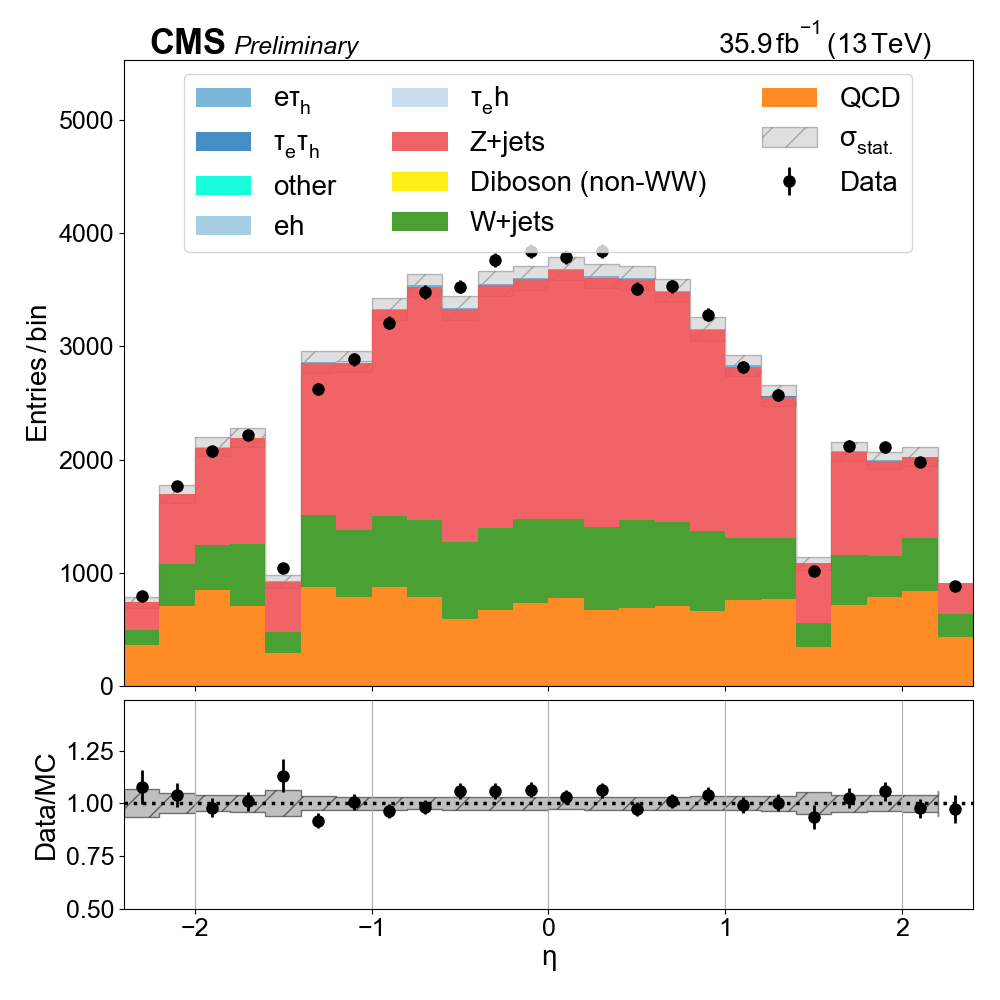 CMS Preliminary 35.9 fb⁻¹ (13 TeV)
eτₕ
τₑτₕ
other
eh
τₑh
Z+jets
Diboson (non-WW)
W+jets
QCD
σstat.
Data
Entries / bin
5000
4000
3000
2000
1000
0
Data/MC
1.25
1.00
0.75
0.50
−2 −1 0 1 2
η